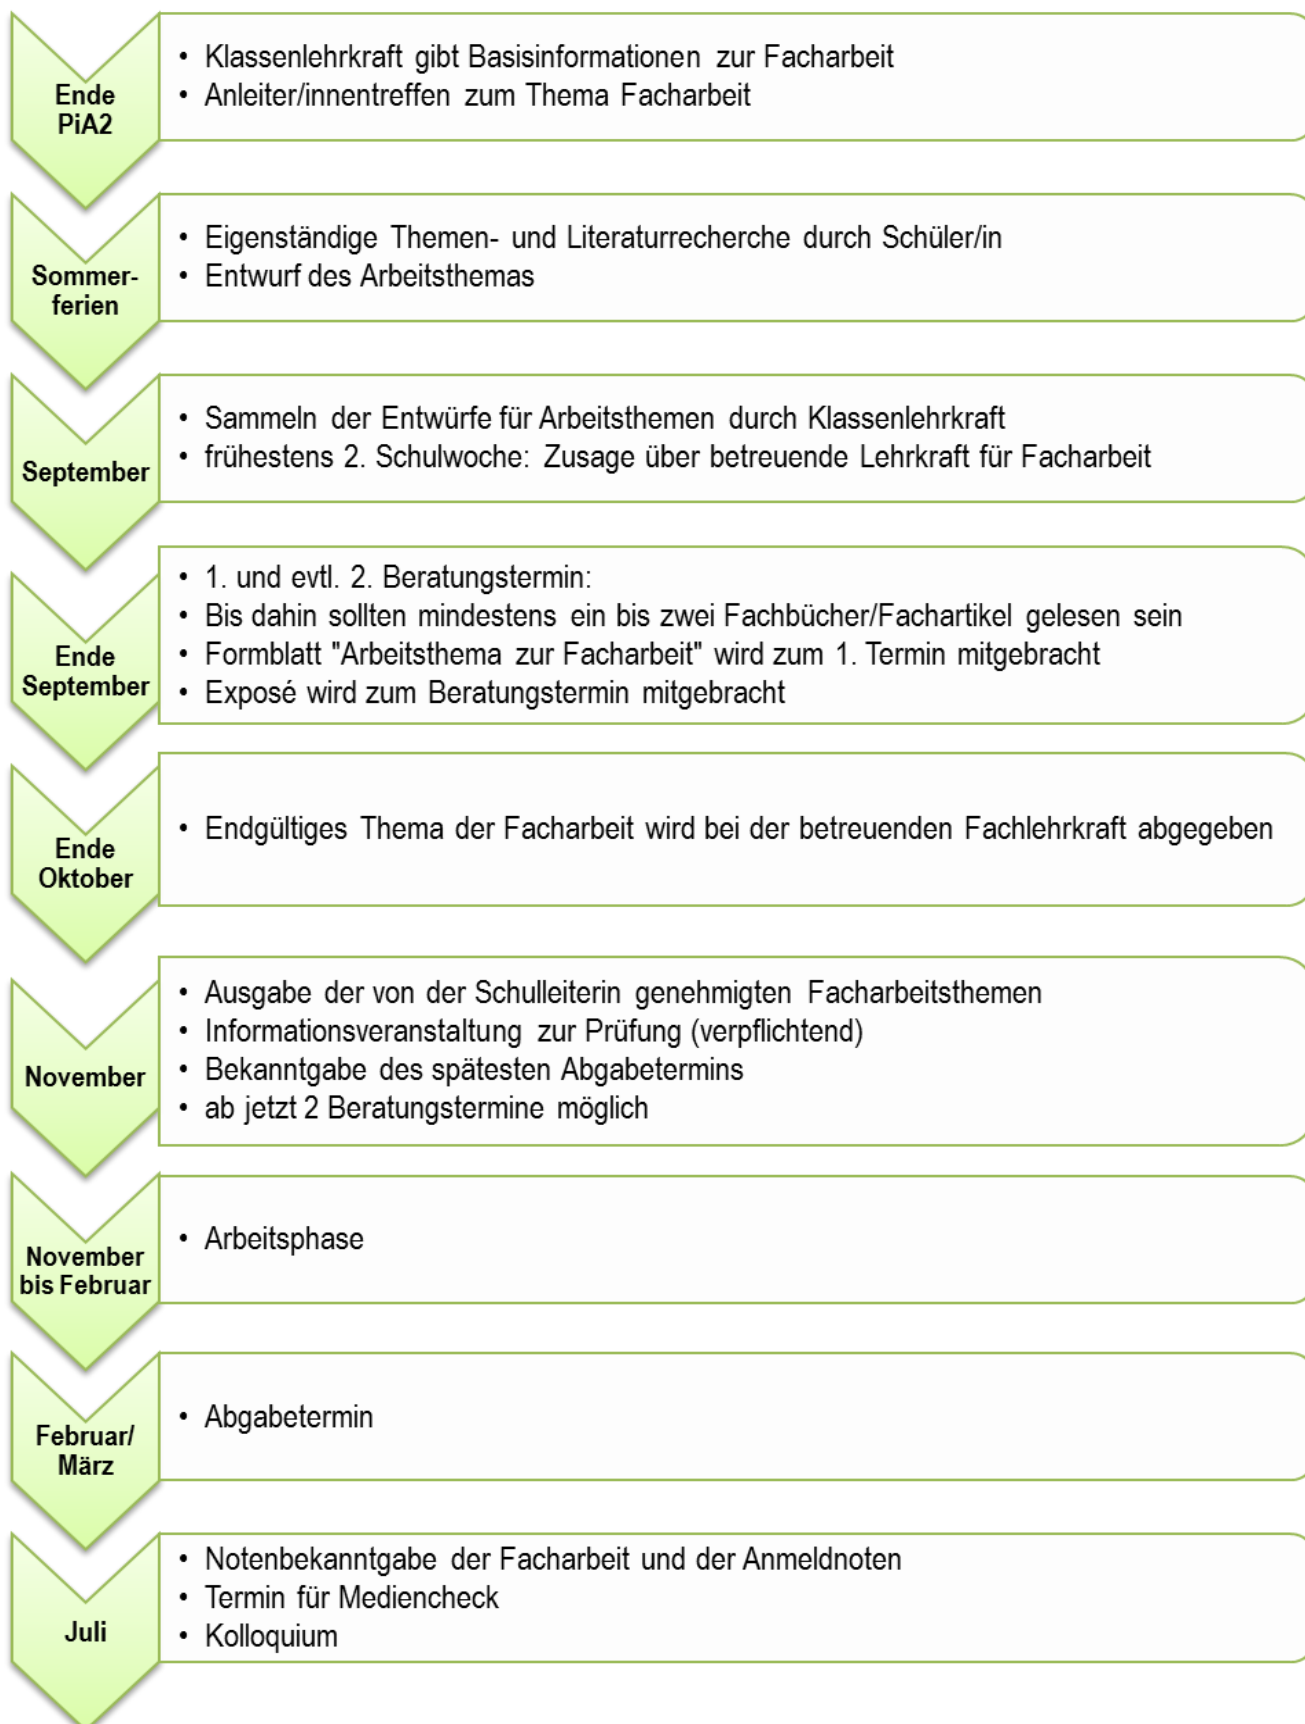 Ende
PiA2
• Klassenlehrkraft gibt Basisinformationen zur Facharbeit
• Anleiter/innentreffen zum Thema Facharbeit
Sommer-
ferien
• Eigenständige Themen- und Literaturrecherche durch Schüler/in
• Entwurf des Arbeitsthemas
September
• Sammeln der Entwürfe für Arbeitsthemen durch Klassenlehrkraft
• frühestens 2. Schulwoche: Zusage über betreuende Lehrkraft für Facharbeit
Ende
September
• 1. und evtl. 2. Beratungstermin:
• Bis dahin sollten mindestens ein bis zwei Fachbücher/Fachartikel gelesen sein
• Formblatt "Arbeitsthema zur Facharbeit" wird zum 1. Termin mitgebracht
• Exposé wird zum Beratungstermin mitgebracht
Ende
Oktober
• Endgültiges Thema der Facharbeit wird bei der betreuenden Fachlehrkraft abgegeben
November
• Ausgabe der von der Schulleiterin genehmigten Facharbeitsthemen
• Informationsveranstaltung zur Prüfung (verpflichtend)
• Bekanntgabe des spätesten Abgabetermins
• ab jetzt 2 Beratungstermine möglich
November
bis Februar
• Arbeitsphase
Februar/
März
• Abgabetermin
Juli
• Notenbekanntgabe der Facharbeit und der Anmeldnoten
• Termin für Mediencheck
• Kolloquium